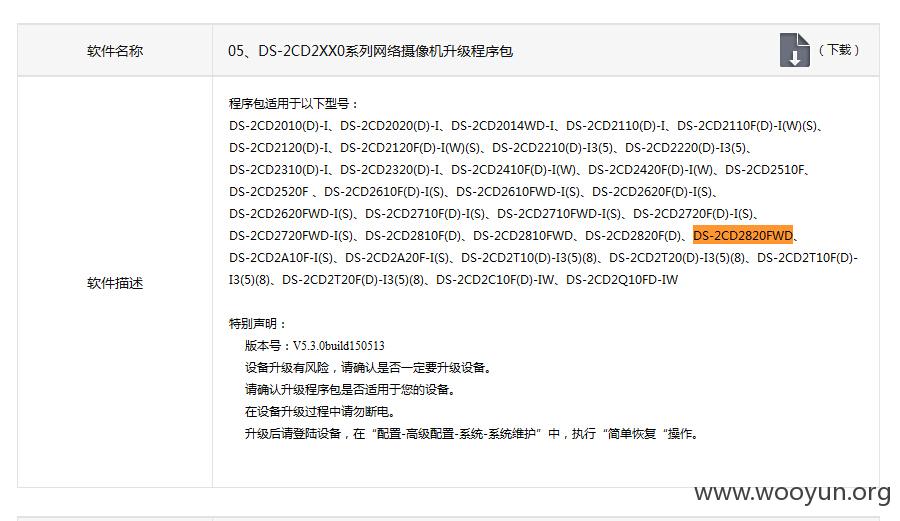 软件名称
05、DS-2CD2XX0系列网络摄像机升级程序包
（下载）
程序包适用于以下型号：
DS-2CD2010(D)-I、DS-2CD2020(D)-I、DS-2CD2014WD-I、DS-2CD2110(D)-I、DS-2CD2110F(D)-I(W)(S)、
DS-2CD2120(D)-I、DS-2CD2120F(D)-I(W)(S)、DS-2CD2210(D)-I3(5)、DS-2CD2220(D)-I3(5)、
DS-2CD2310(D)-I、DS-2CD2320(D)-I、DS-2CD2410F(D)-I(W)、DS-2CD2420F(D)-I(W)、DS-2CD2510F、
DS-2CD2520F 、DS-2CD2610F(D)-I(S)、DS-2CD2610FWD-I(S)、DS-2CD2620F(D)-I(S)、
DS-2CD2620FWD-I(S)、DS-2CD2710F(D)-I(S)、DS-2CD2710FWD-I(S)、DS-2CD2720F(D)-I(S)、
DS-2CD2720FWD-I(S)、DS-2CD2810F(D)、DS-2CD2810FWD、DS-2CD2820F(D)、DS-2CD2820FWD、
DS-2CD2A10F-I(S)、DS-2CD2A20F-I(S)、DS-2CD2T10(D)-I3(5)(8)、DS-2CD2T20(D)-I3(5)(8)、DS-2CD2T10F(D)-
I3(5)(8)、DS-2CD2T20F(D)-I3(5)(8)、DS-2CD2C10F(D)-IW、DS-2CD2Q10FD-IW
软件描述
特别声明：
版本号：V5.3.0build150513
设备升级有风险，请确认是否一定要升级设备。
请确认升级程序包是否适用于您的设备。
在设备升级过程中请勿断电。
升级后请登陆设备，在“配置-高级配置-系统-系统维护”中，执行“简单恢复“操作。
www.wooyun.org